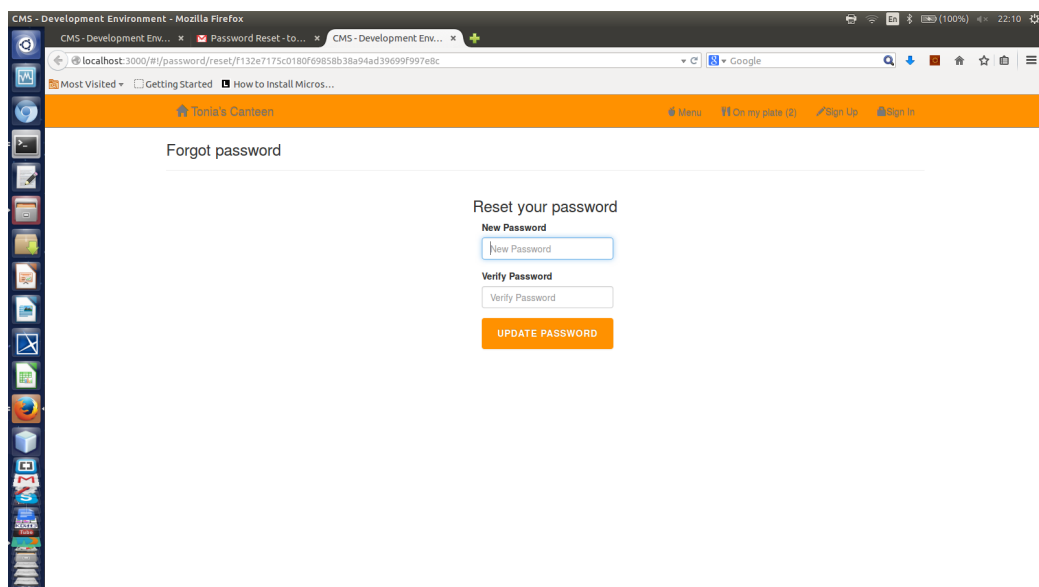 CMS - Development Environment - Mozilla Firefox
En (100%) 22:10
CMS - Development Env... × Password Reset - to... × CMS - Development Env... ×
localhost:3000/#!/password/reset/f132e7175c0180f69858b38a94ad39699f997e8c Google
Most Visited Getting Started How to Install Micros...
Tonia's Canteen Menu On my plate (2) Sign Up Sign In
Forgot password
Reset your password
New Password
New Password
Verify Password
Verify Password
UPDATE PASSWORD